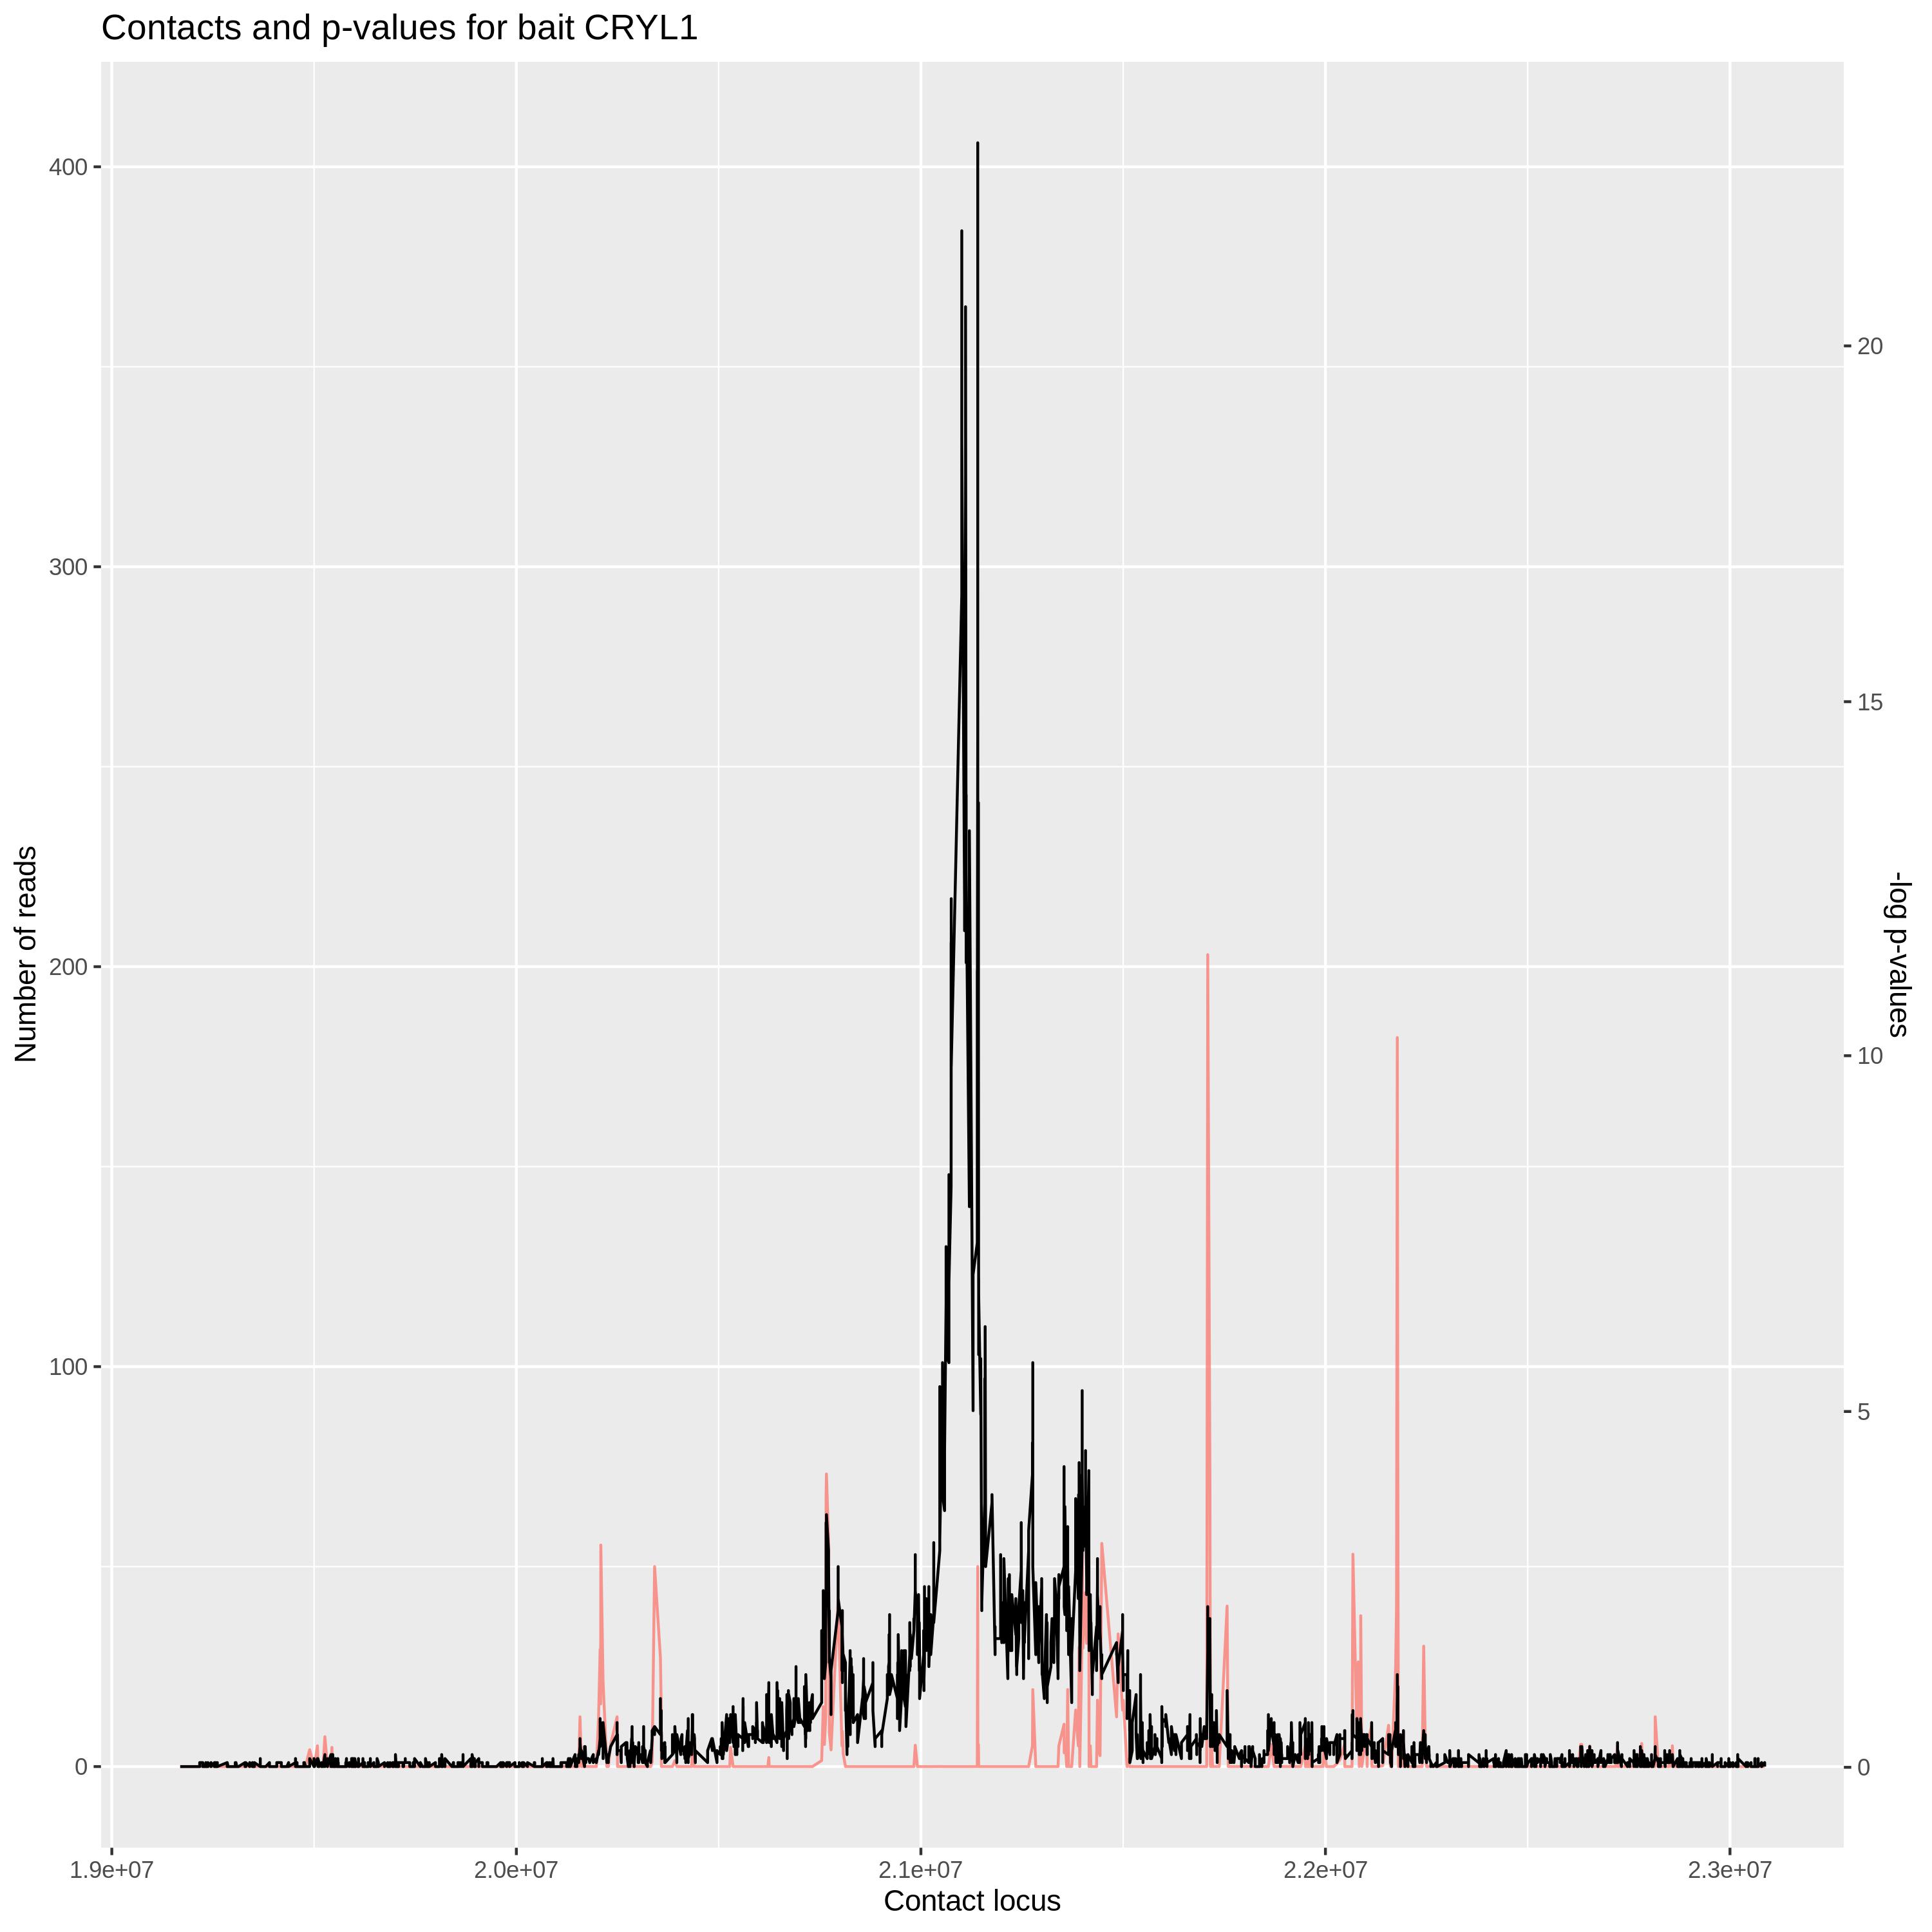 Contacts and p-values for bait CRYL1
400
300
200
100
0
Number of reads
20
15
10
5
0
-log p-values
1.9e+07 2.0e+07 2.1e+07 2.2e+07 2.3e+07
Contact locus